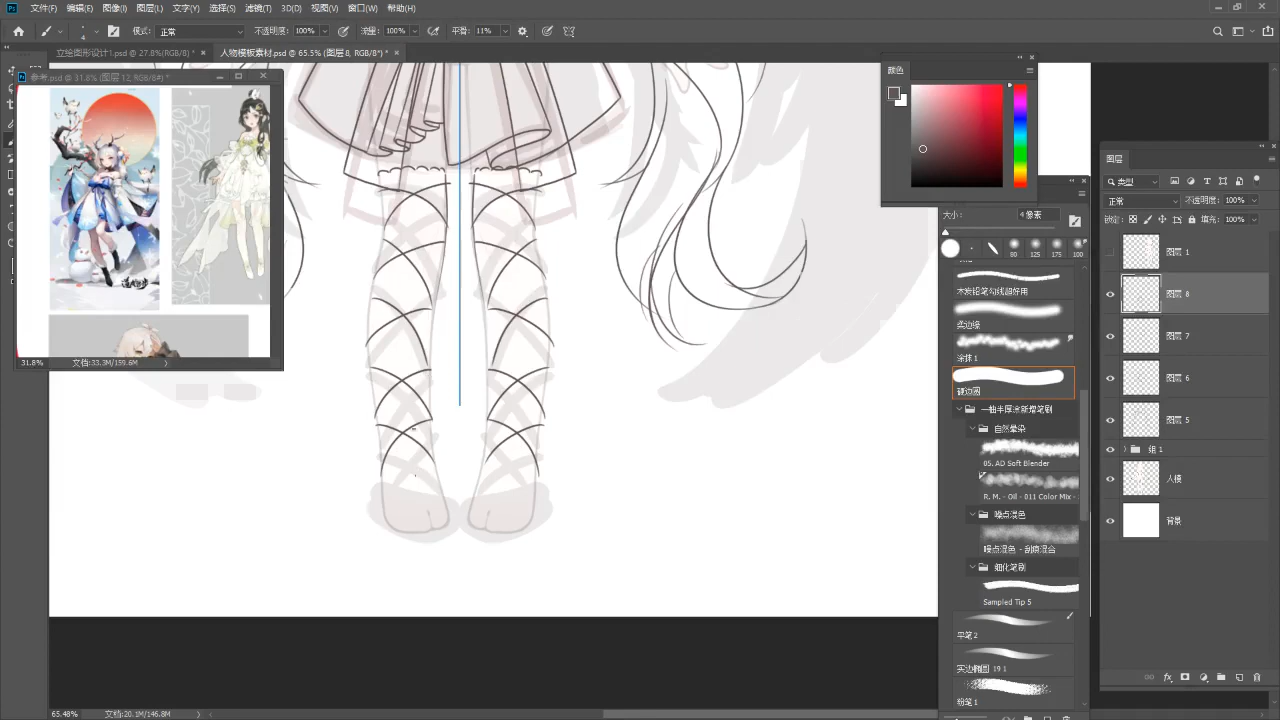 文件(F) 编辑(E) 图像(I) 图层(L) 文字(Y) 选择(S) 滤镜(T) 3D(D) 视图(V) 窗口(W) 帮助(H)
模式: 正常 不透明度: 100% 流量: 100% 平滑: 11%
立绘图形设计1.psd @ 27.8%(RGB/8) * ×
人物模板素材.psd @ 65.5% (图层 8, RGB/8*) * ×
参考.psd @ 31.8% (图层 12, RGB/8#) *
31.8% 文档:33.3M/159.6M
颜色
大小: 4 像素
80 125 175 100
木炭铅笔勾线超好用
柔边缘
涂抹 1
硬边圆
一柚半厚涂新增笔刷
自然晕染
05. AD Soft Blender
R. M. - Oil - 011 Color Mix -
噪点混色
噪点混色 - 刮痕混合
细化笔刷
Sampled Tip 5
平笔 2
实边椭圆 19 1
粉笔 1
图层
类型
正常 不透明度: 100%
锁定: 填充: 100%
图层 1
图层 8
图层 7
图层 6
图层 5
组 1
人模
背景
65.48% 文档:20.1M/146.8M